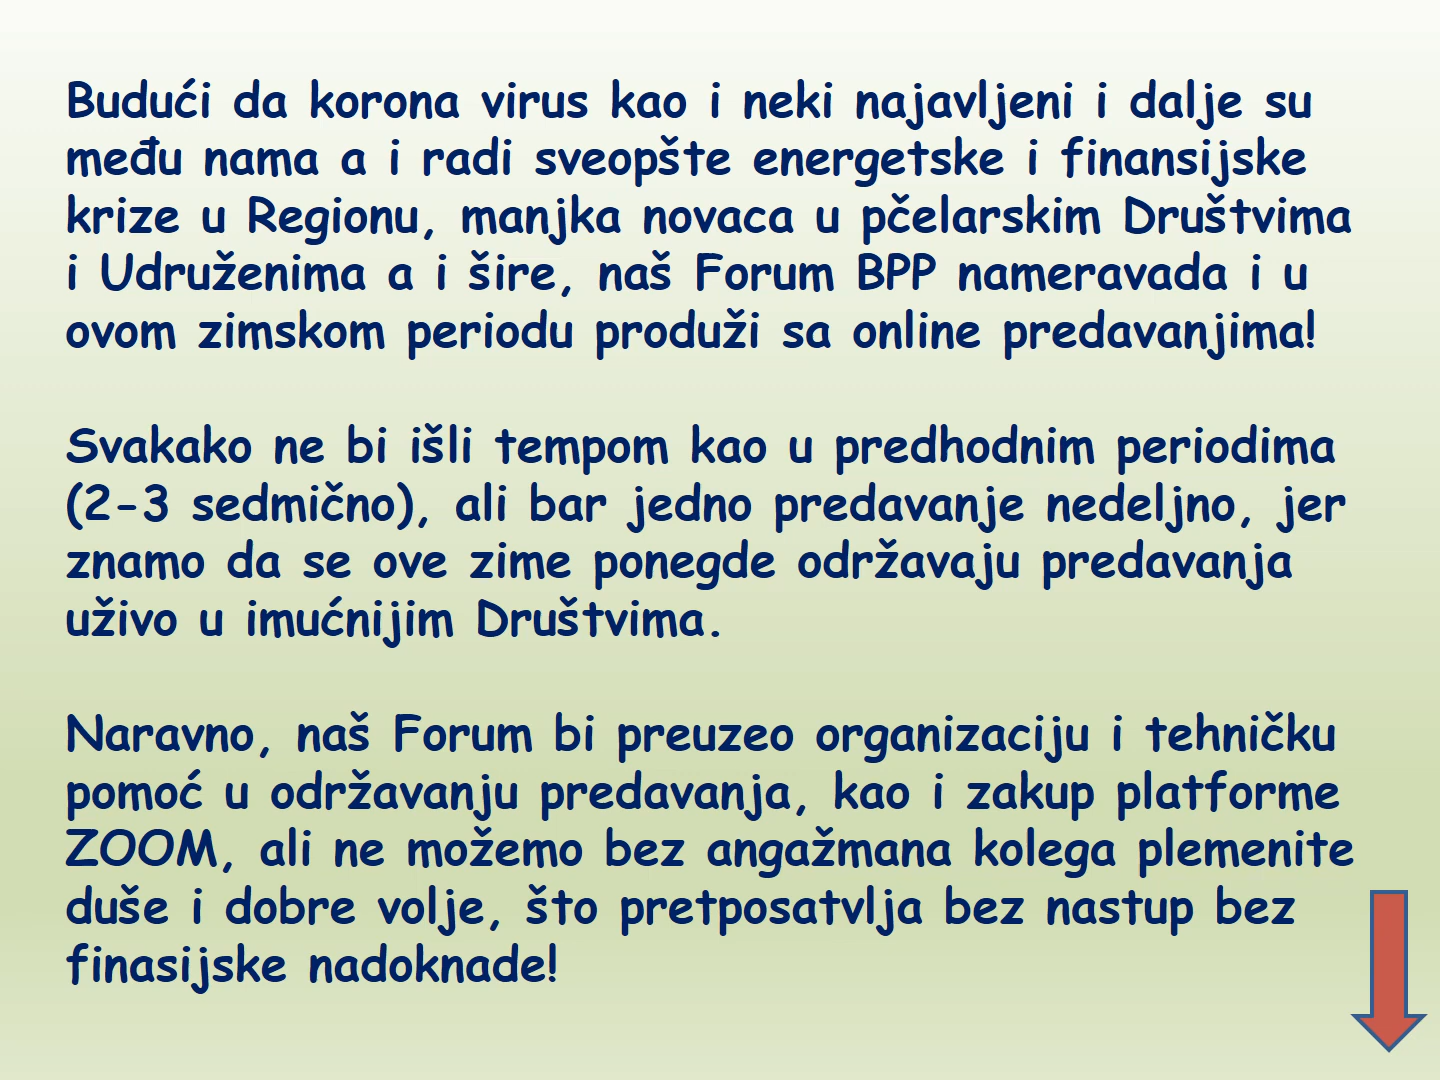 Budući da korona virus kao i neki najavljeni i dalje su
među nama a i radi sveopšte energetske i finansijske
krize u Regionu, manjka novaca u pčelarskim Društvima
i Udruženima a i šire, naš Forum BPP nameravada i u
ovom zimskom periodu produži sa online predavanjima!
Svakako ne bi išli tempom kao u predhodnim periodima
(2-3 sedmično), ali bar jedno predavanje nedeljno, jer
znamo da se ove zime ponegde održavaju predavanja
uživo u imućnijim Društvima.
Naravno, naš Forum bi preuzeo organizaciju i tehničku
pomoć u održavanju predavanja, kao i zakup platforme
ZOOM, ali ne možemo bez angažmana kolega plemenite
duše i dobre volje, što pretposatvlja bez nastup bez
finasijske nadoknade!